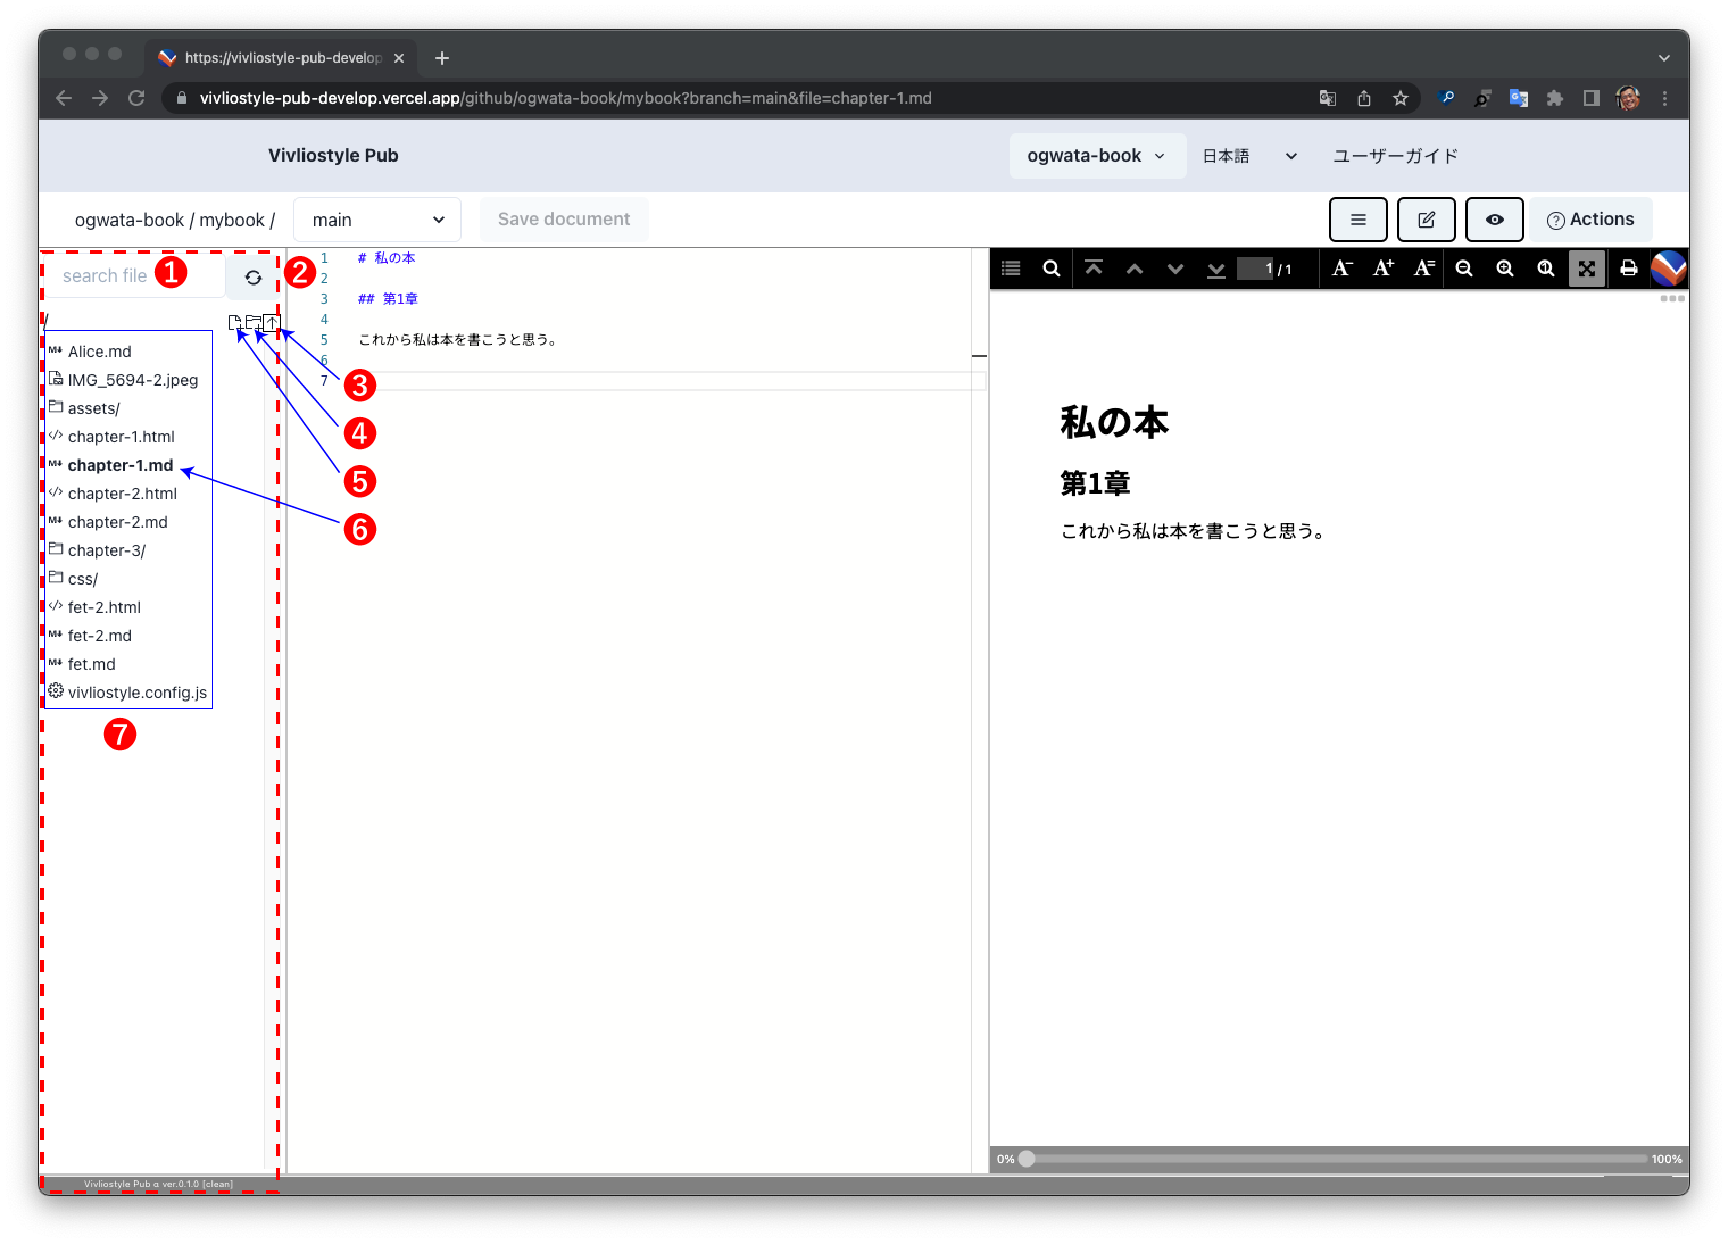 https://vivliostyle-pub-develop
vivliostyle-pub-develop.vercel.app/github/ogwata-book/mybook?branch=main&file=chapter-1.md
Vivliostyle Pub
ogwata-book
日本語
ユーザーガイド
ogwata-book / mybook /
main
Save document
Actions
search file
1
2
/
Alice.md
IMG_5694-2.jpeg
assets/
chapter-1.html
chapter-1.md
chapter-2.html
chapter-2.md
chapter-3/
css/
fet-2.html
fet-2.md
fet.md
vivliostyle.config.js
7
3
4
5
6
1 # 私の本
2
3 ## 第1章
4
5 これから私は本を書こうと思う。
6
7
1 / 1
A− A+ A=
私の本
第1章
これから私は本を書こうと思う。
0% 100%
Vivliostyle Pub α ver.0.1.0 [clean]